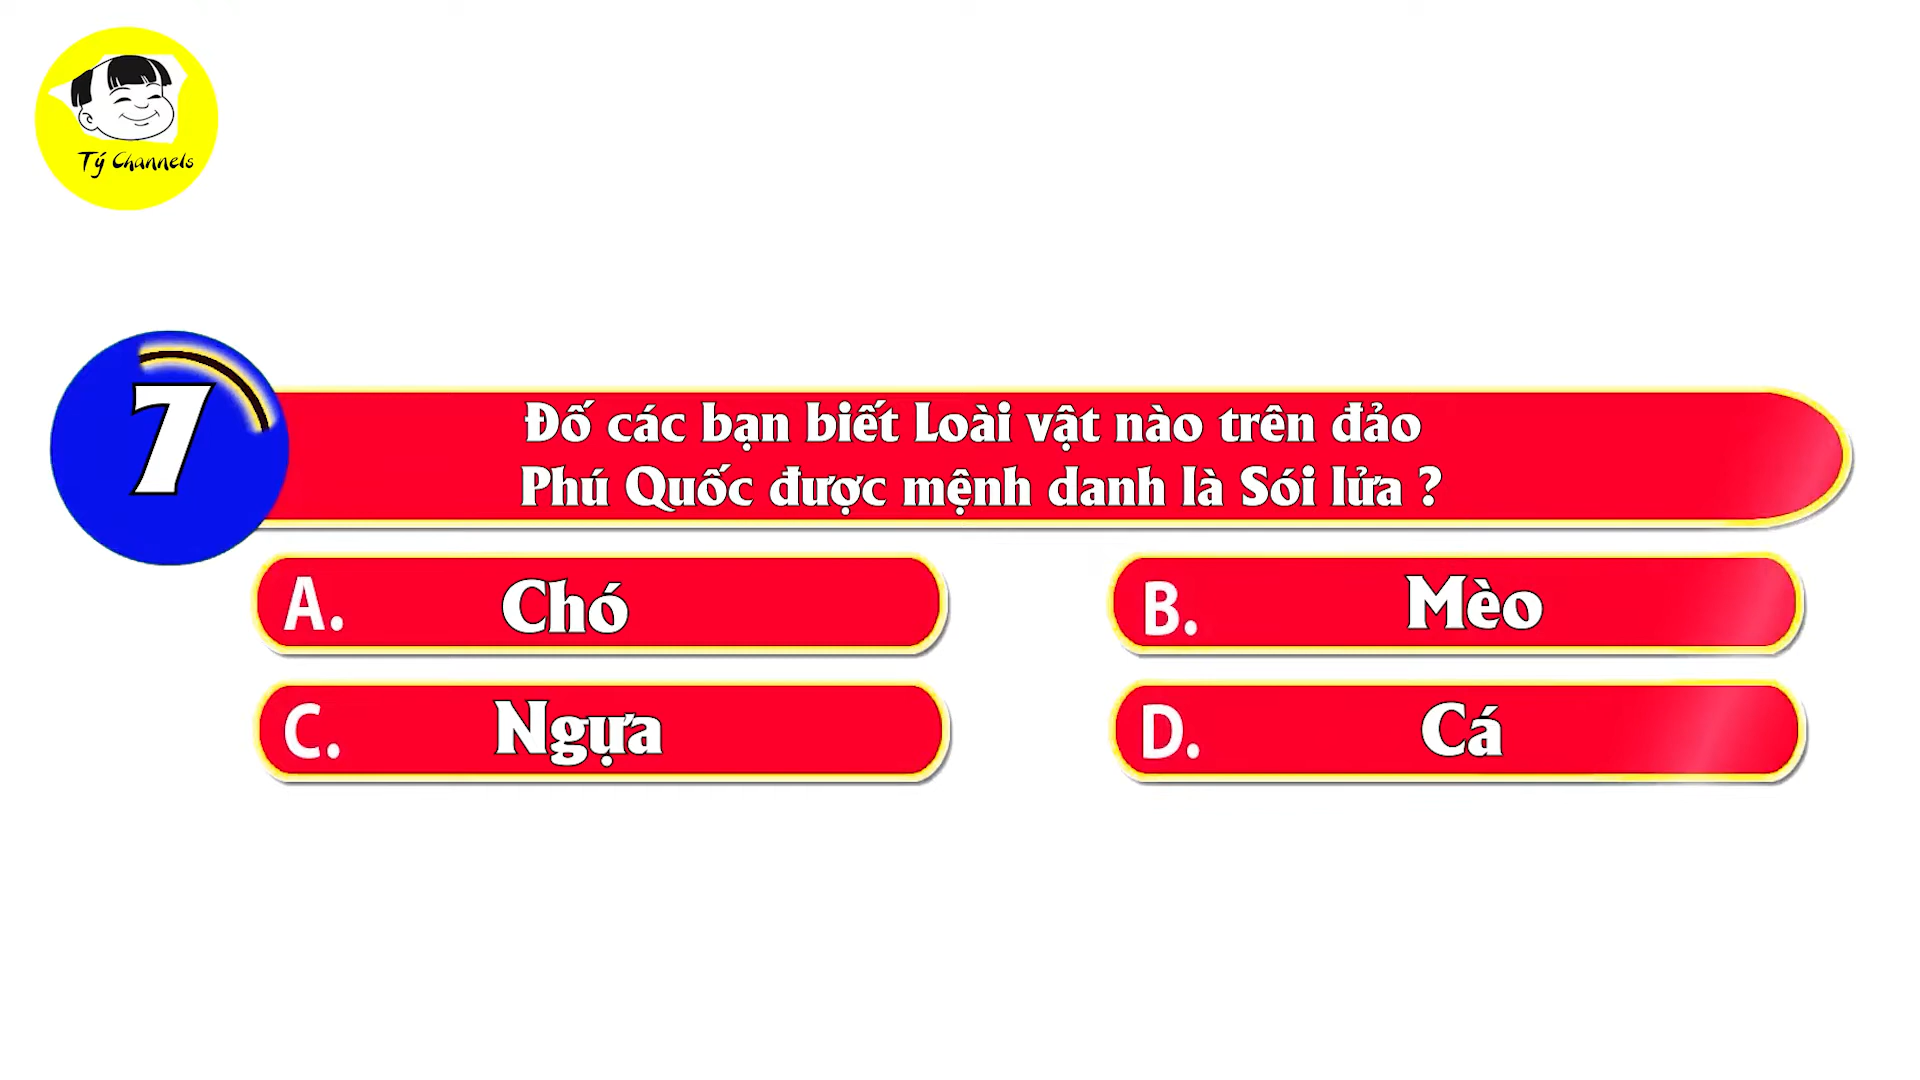 Tý Channels
7
Đố các bạn biết Loài vật nào trên đảo
Phú Quốc được mệnh danh là Sói lửa ?
A. Chó
B. Mèo
C. Ngựa
D. Cá